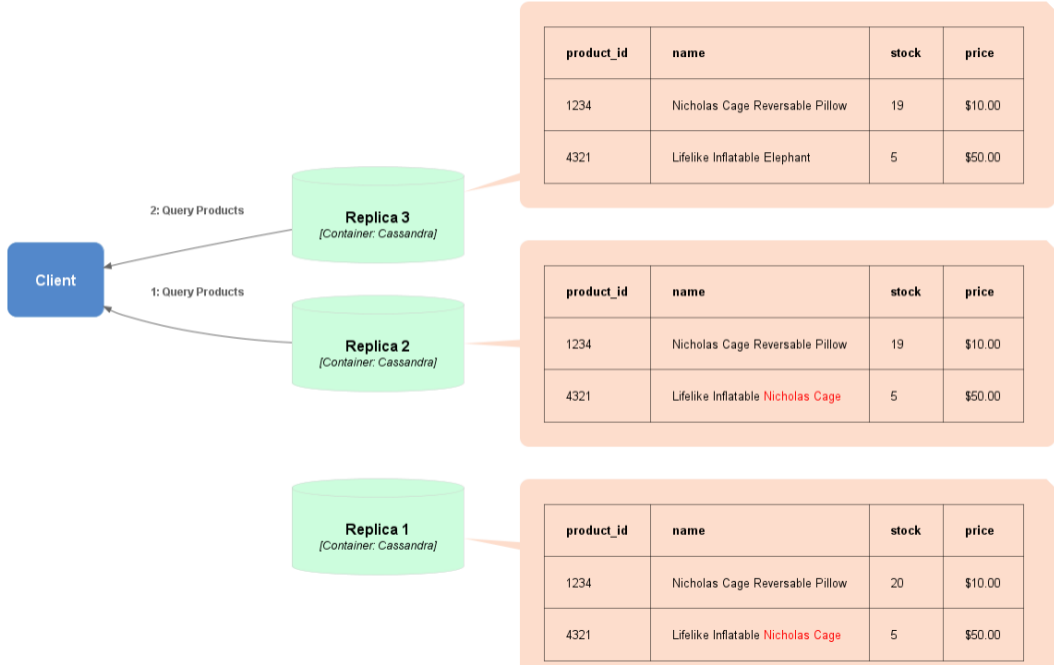 product_id name stock price
1234 Nicholas Cage Reversable Pillow 19 $10.00
4321 Lifelike Inflatable Elephant 5 $50.00
2: Query Products
Replica 3
[Container: Cassandra]
Client
1: Query Products
Replica 2
[Container: Cassandra]
product_id name stock price
1234 Nicholas Cage Reversable Pillow 19 $10.00
4321 Lifelike Inflatable Nicholas Cage 5 $50.00
Replica 1
[Container: Cassandra]
product_id name stock price
1234 Nicholas Cage Reversable Pillow 20 $10.00
4321 Lifelike Inflatable Nicholas Cage 5 $50.00